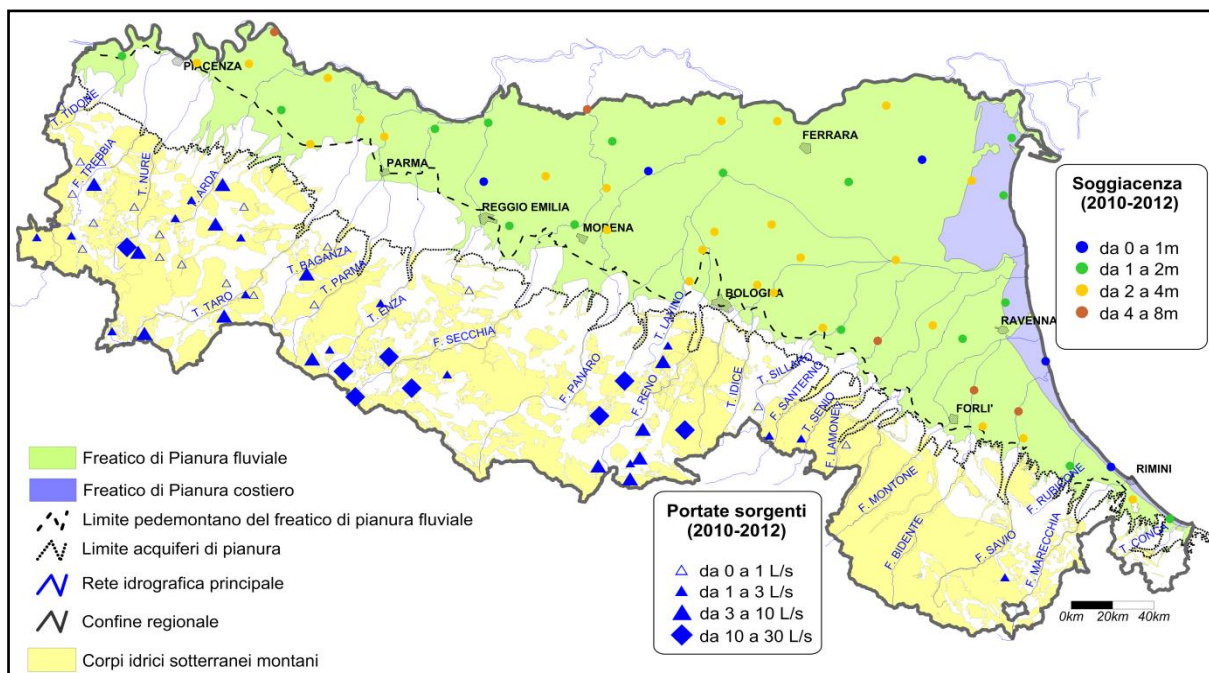 PIACENZA
T. TIDONE
F. TREBBIA
T. NURE
ARDA
PARMA
FERRARA
REGGIO EMILIA
MODENA
T. BAGANZA
T. PARMA
T. TARO
T. ENZA
F. SECCHIA
F. PANARO
F. RENO
T. LAVINO
BOLOGNA
T. IDICE
T. SILLARO
F. SANTERNO
T. SENIO
F. LAMONE
RAVENNA
FORLI'
F. MONTONE
F. BIDENTE
F. SAVIO
F. RUBICONE
F. MARECCHIA
RIMINI
T. CONCA
Soggiacenza
(2010-2012)
da 0 a 1m
da 1 a 2m
da 2 a 4m
da 4 a 8m
Freatico di Pianura fluviale
Freatico di Pianura costiero
Limite pedemontano del freatico di pianura fluviale
Limite acquiferi di pianura
Rete idrografica principale
Confine regionale
Corpi idrici sotterranei montani
Portate sorgenti
(2010-2012)
da 0 a 1 L/s
da 1 a 3 L/s
da 3 a 10 L/s
da 10 a 30 L/s
0km 20km 40km